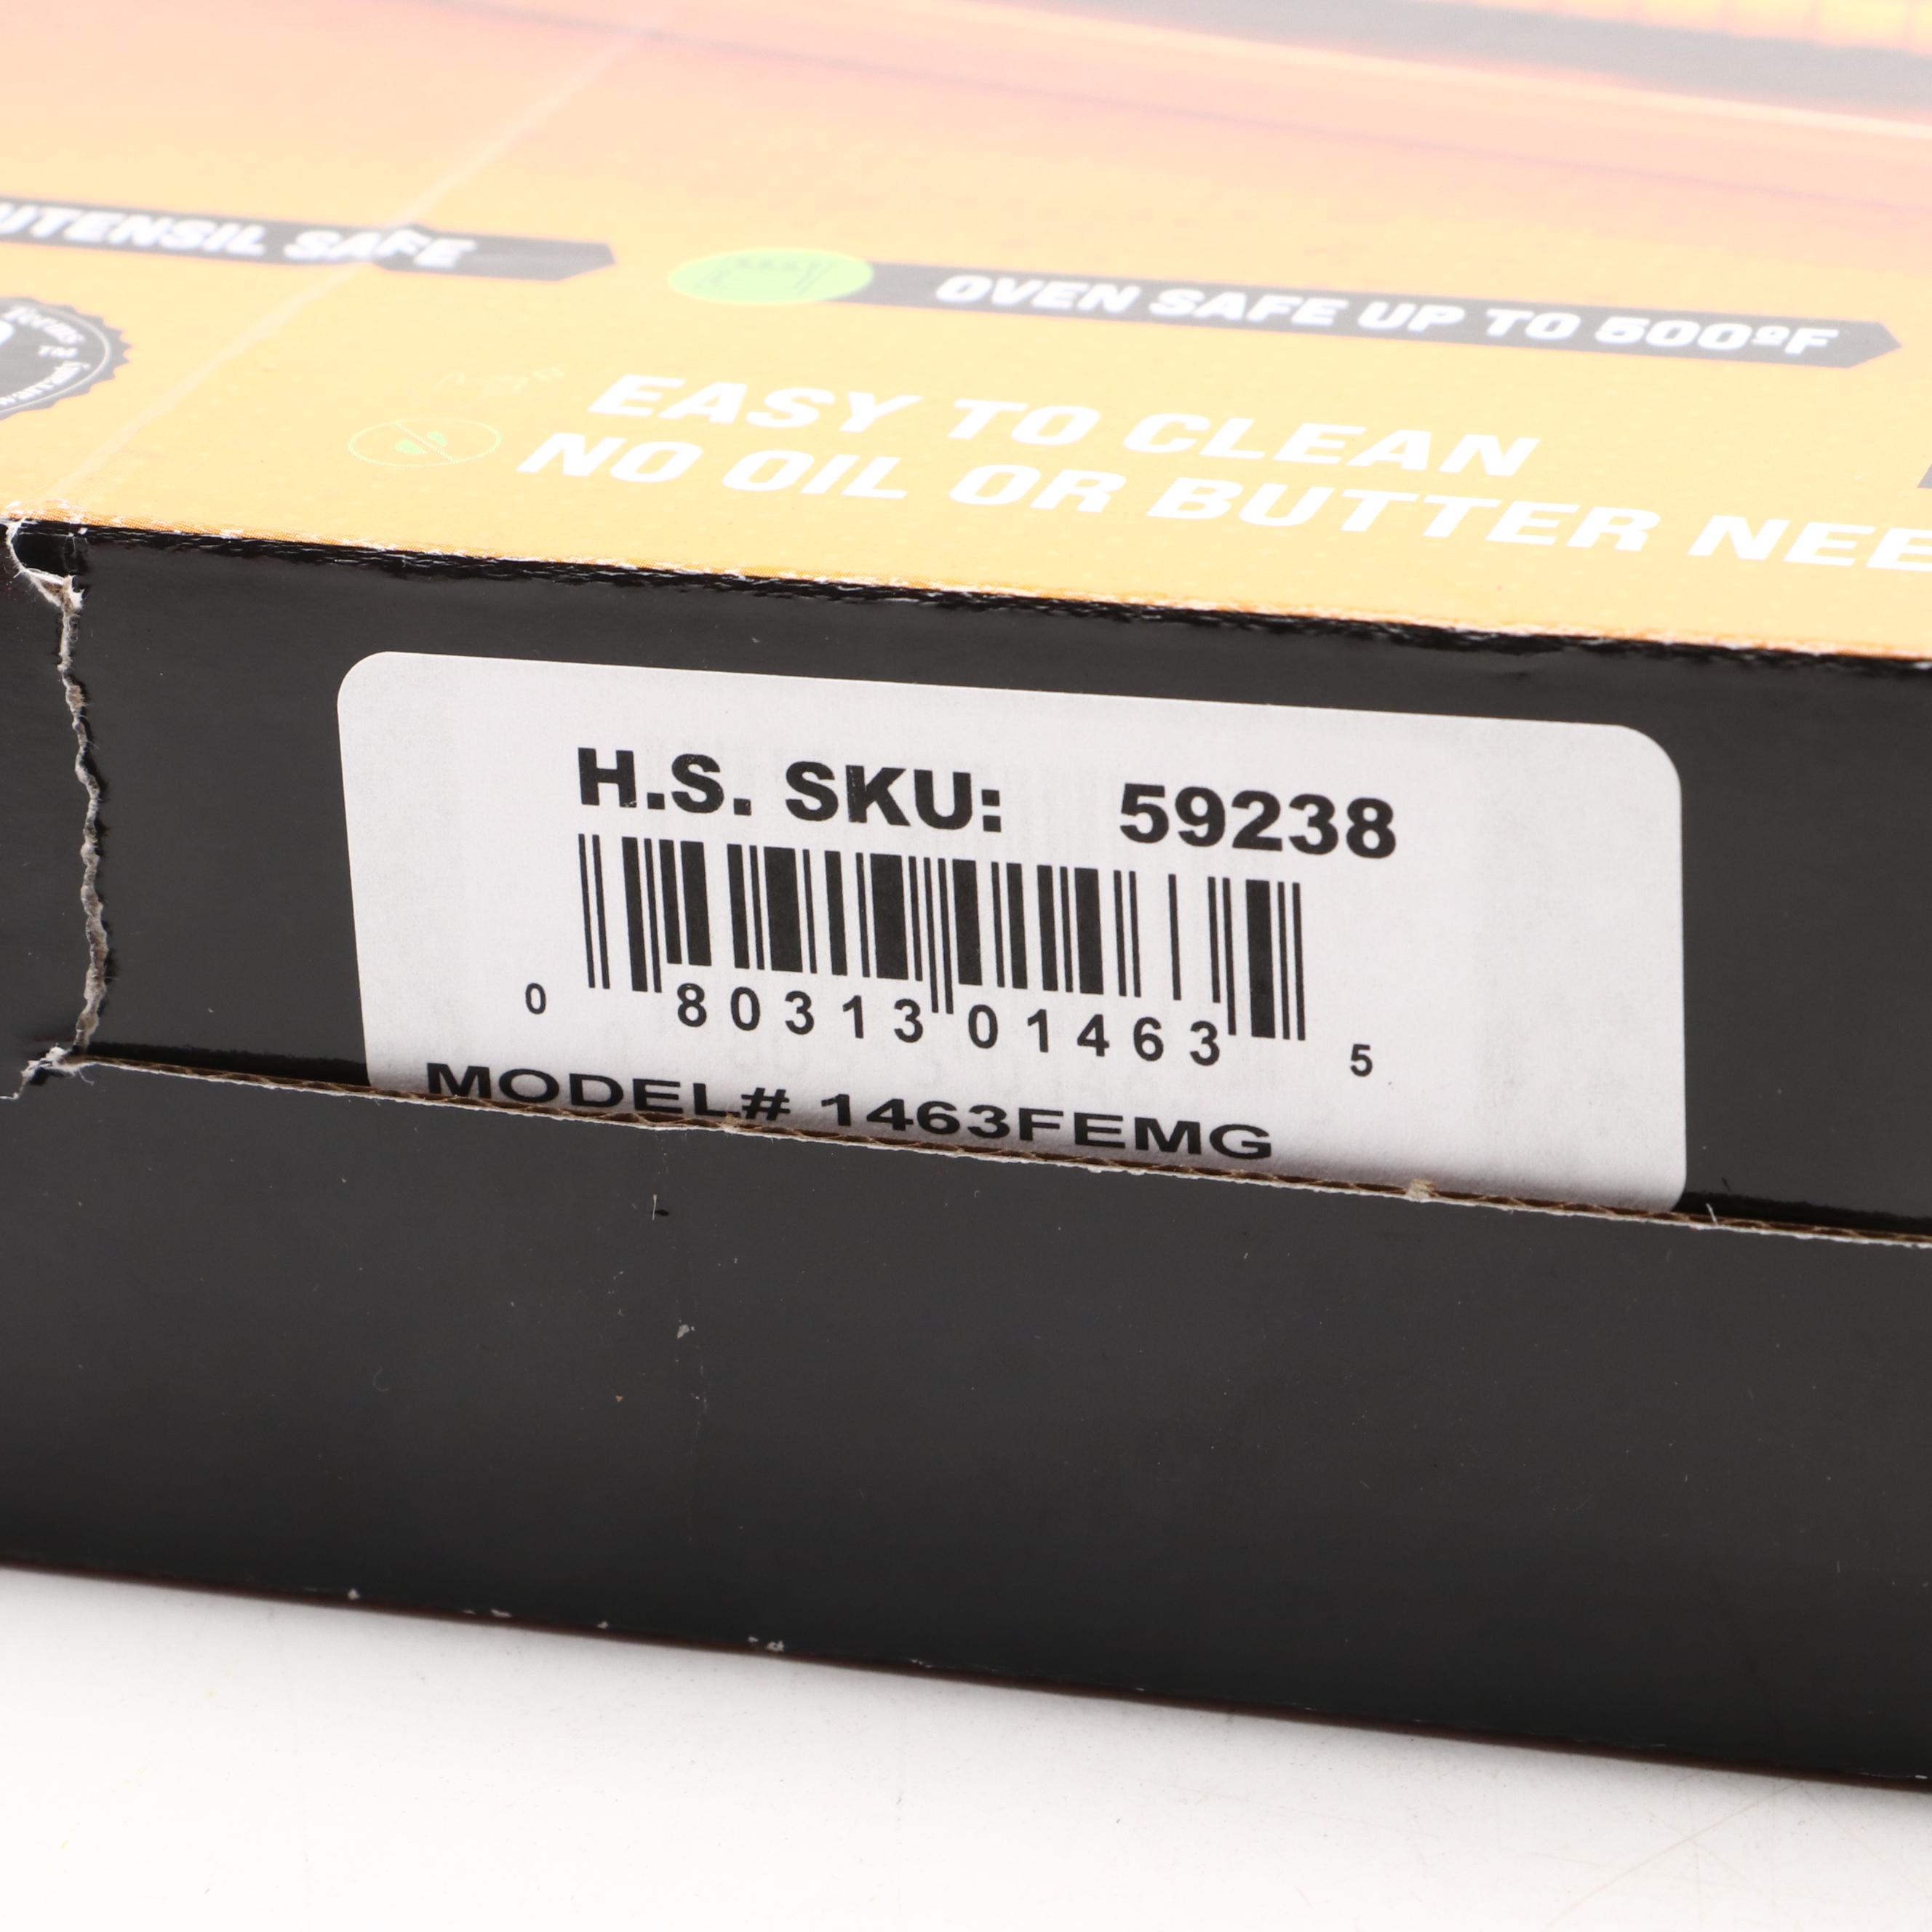 UTENSIL SAFE
OVEN SAFE UP TO 500ºF
EASY TO CLEAN
NO OIL OR BUTTER NEE
H.S. SKU: 59238
0 80313 01463 5
MODEL# 1463FEMG